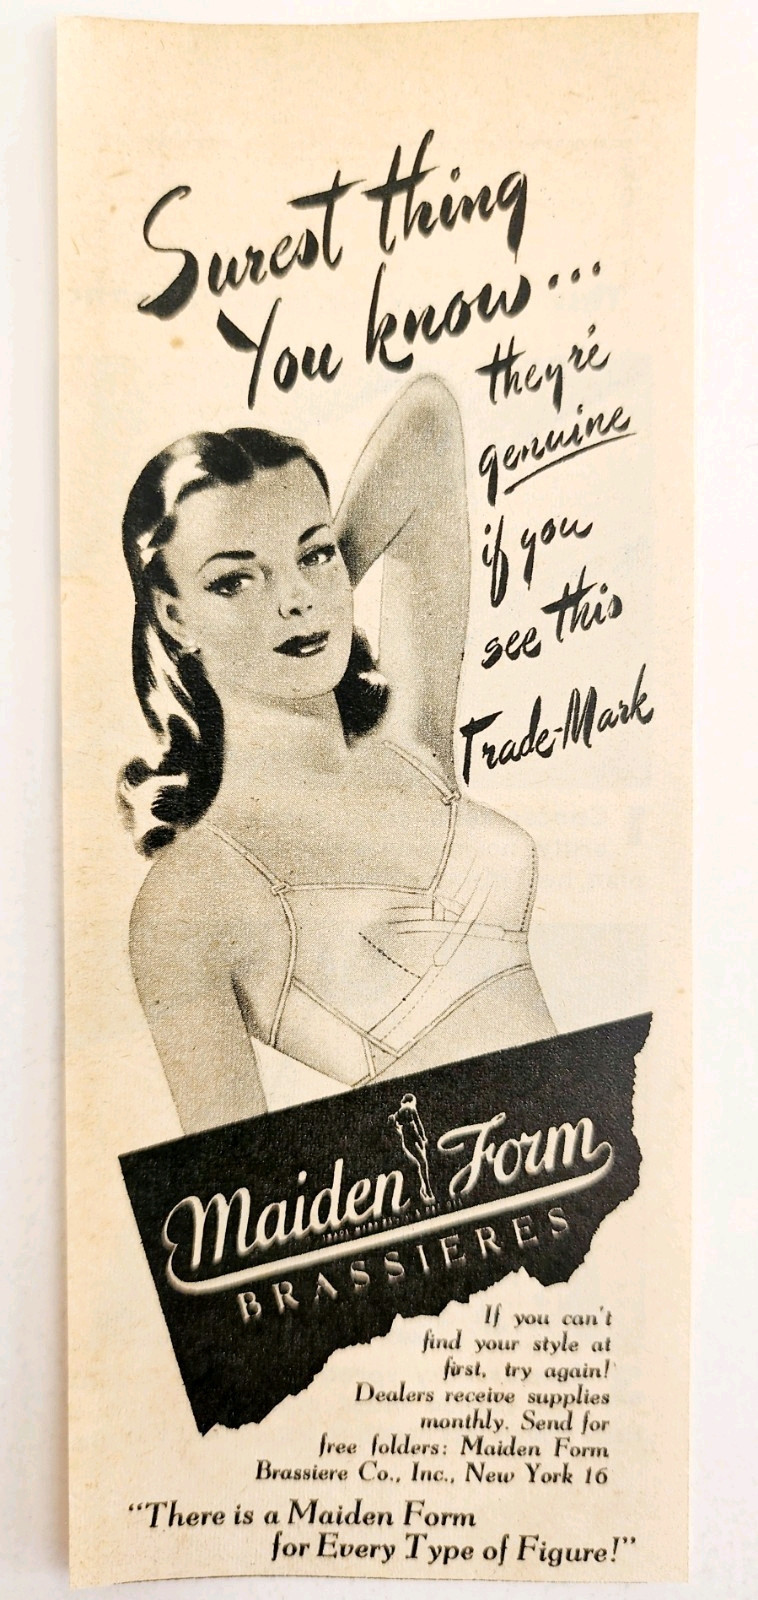 Surest thing
You know...
they're
genuine
if you
see this
Trade-Mark
Maiden Form
BRASSIERES
If you can't
find your style at
first, try again!
Dealers receive supplies
monthly. Send for
free folders: Maiden Form
Brassiere Co., Inc., New York 16
"There is a Maiden Form
for Every Type of Figure!"